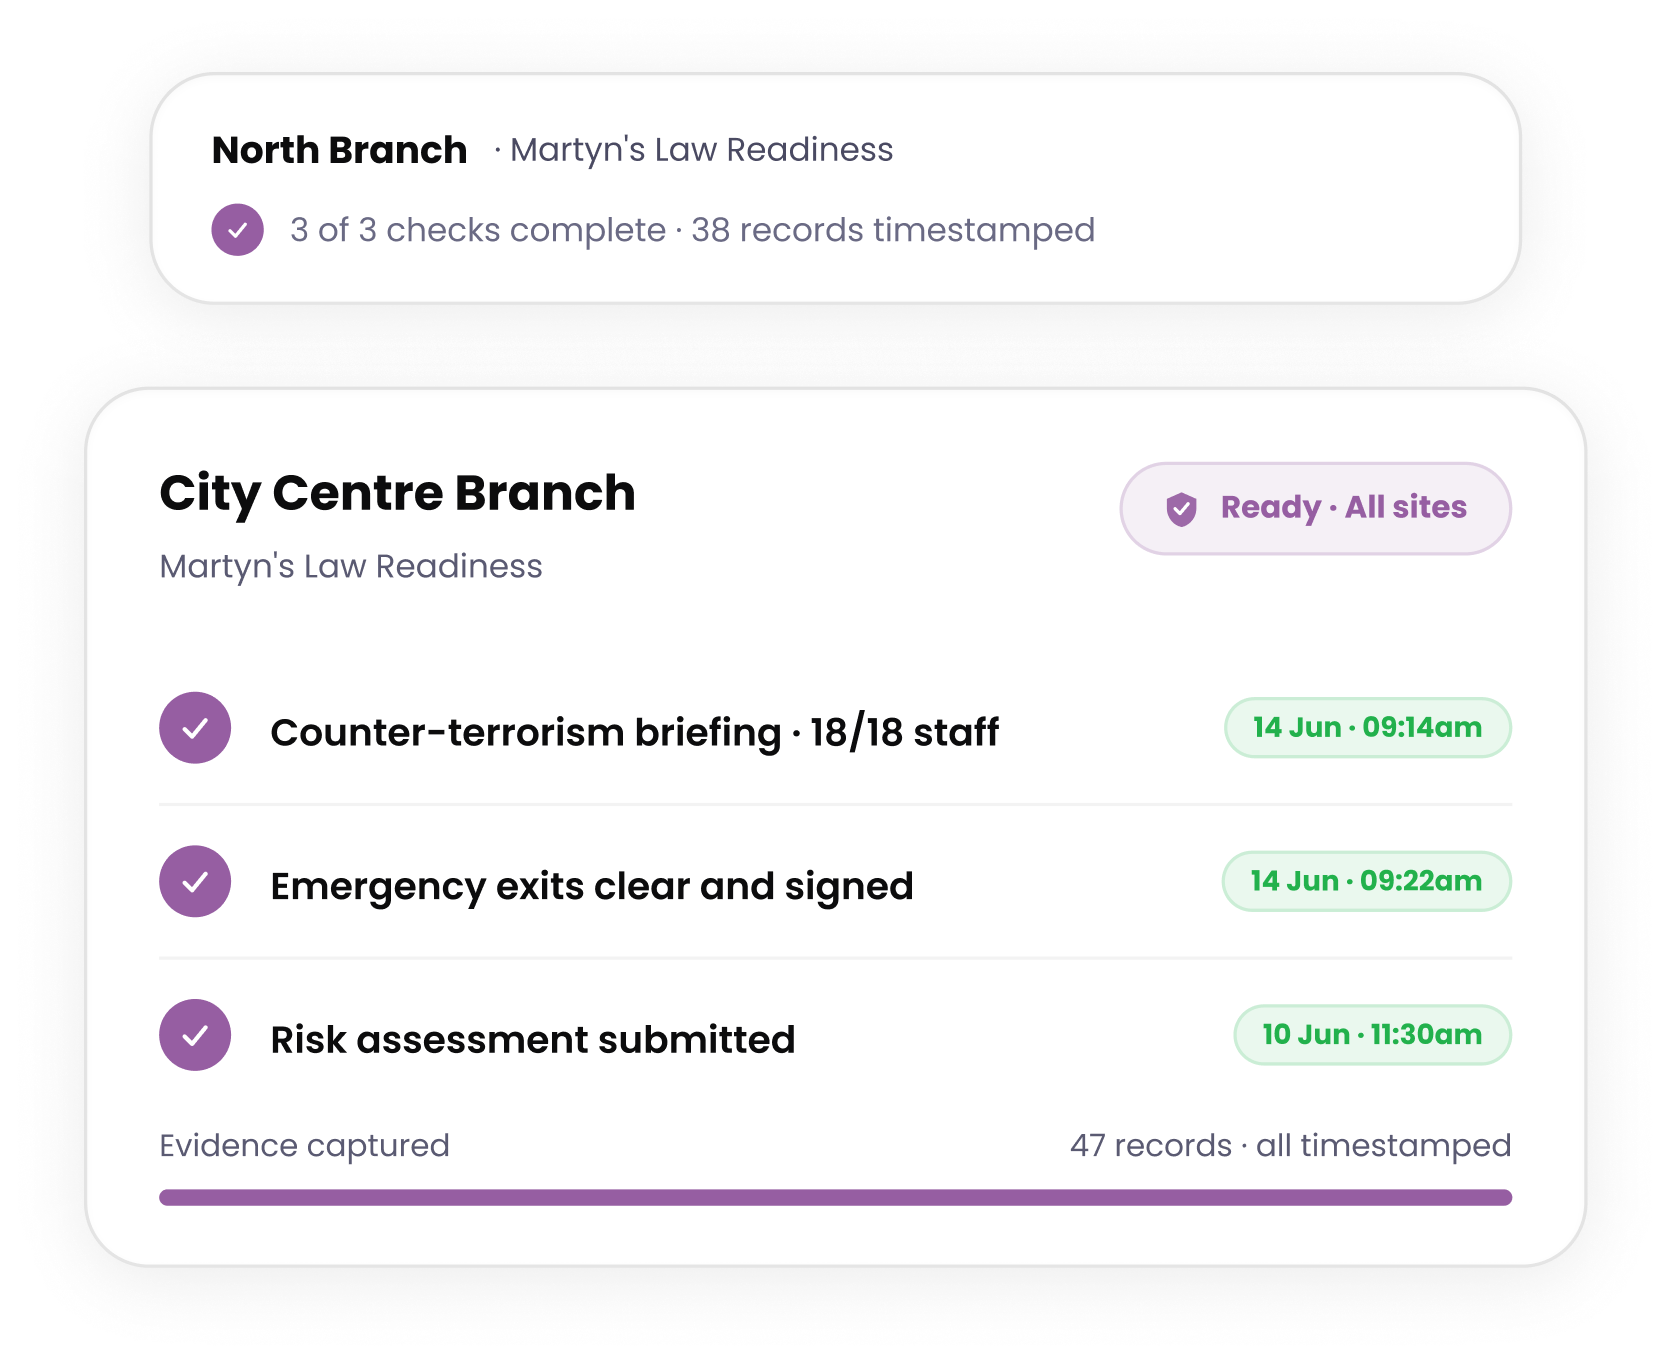 North Branch · Martyn's Law Readiness
3 of 3 checks complete · 38 records timestamped
City Centre Branch
Ready · All sites
Martyn's Law Readiness
Counter-terrorism briefing · 18/18 staff
14 Jun · 09:14am
Emergency exits clear and signed
14 Jun · 09:22am
Risk assessment submitted
10 Jun · 11:30am
Evidence captured
47 records · all timestamped